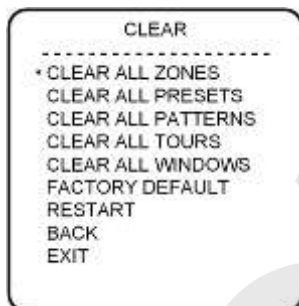 CLEAR
- - - - - - - - - - - - - - - - - -
• CLEAR ALL ZONES
CLEAR ALL PRESETS
CLEAR ALL PATTERNS
CLEAR ALL TOURS
CLEAR ALL WINDOWS
FACTORY DEFAULT
RESTART
BACK
EXIT